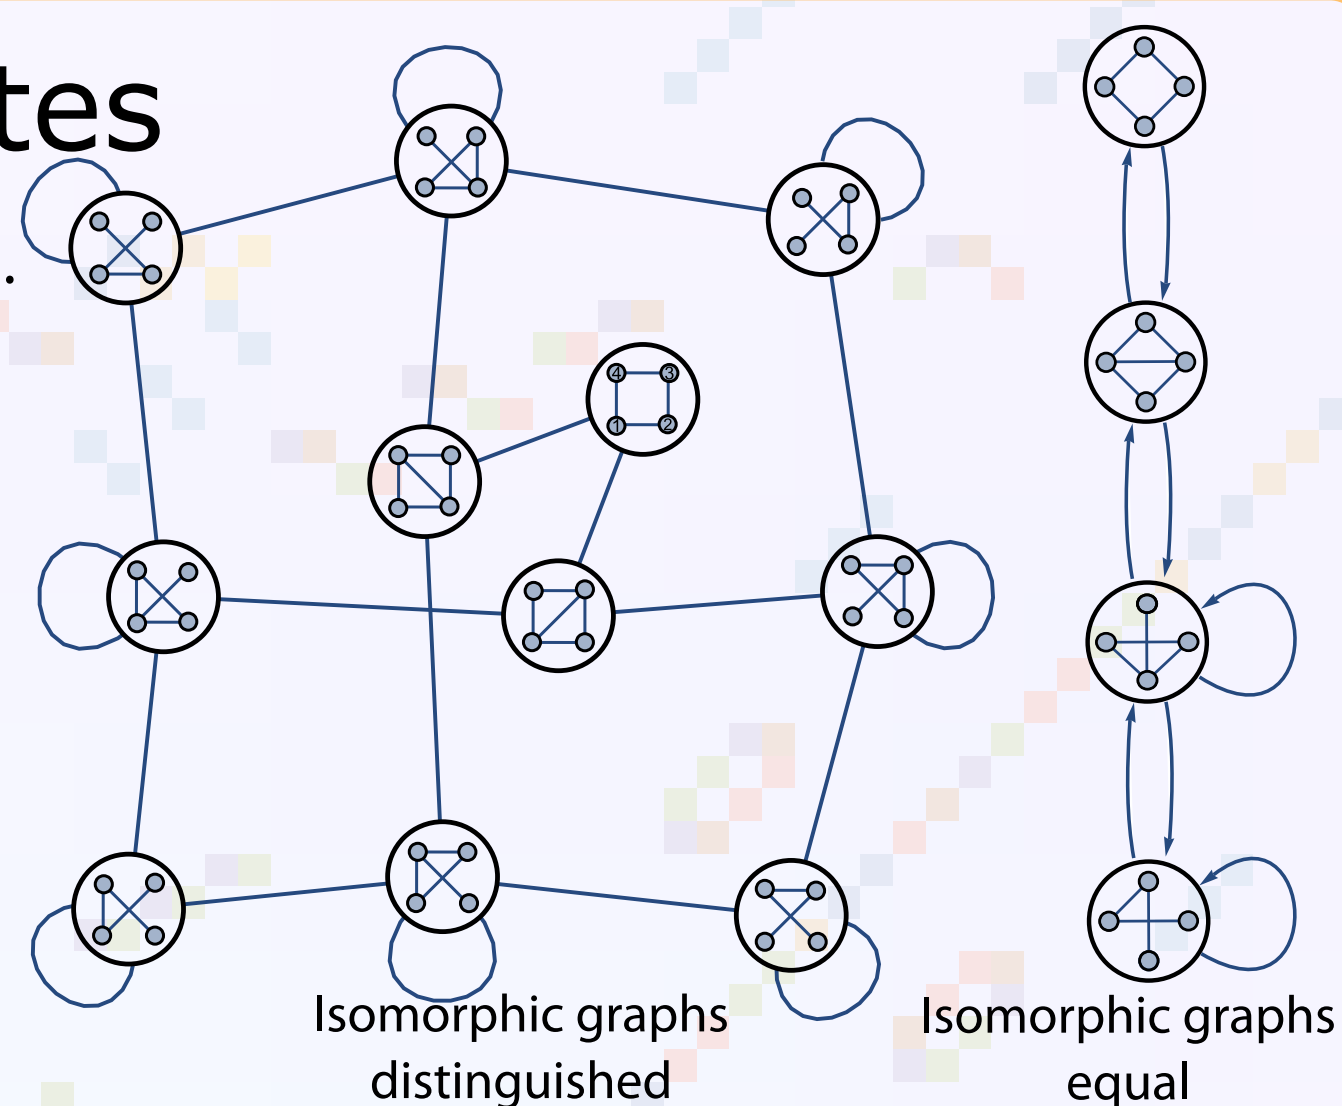 tes
.
4 3
1 2
Isomorphic graphs
distinguished
Isomorphic graphs
equal